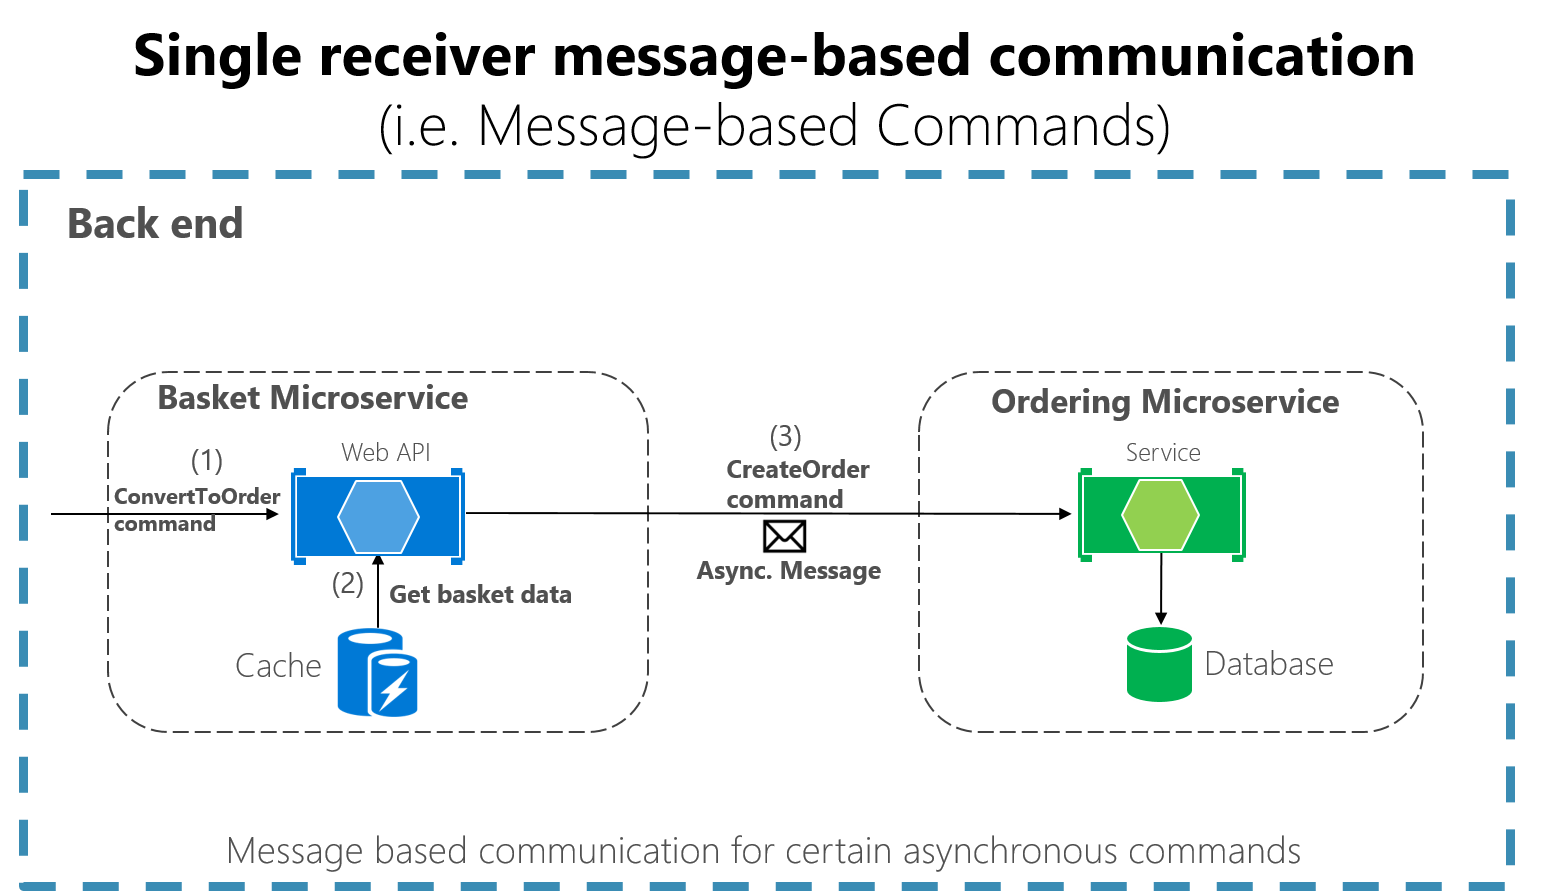 Single receiver message-based communication
(i.e. Message-based Commands)
Back end
Basket Microservice
Web API
(1)
ConvertToOrder
command
(2)
Get basket data
Cache
(3)
CreateOrder
command
Async. Message
Ordering Microservice
Service
Database
Message based communication for certain asynchronous commands